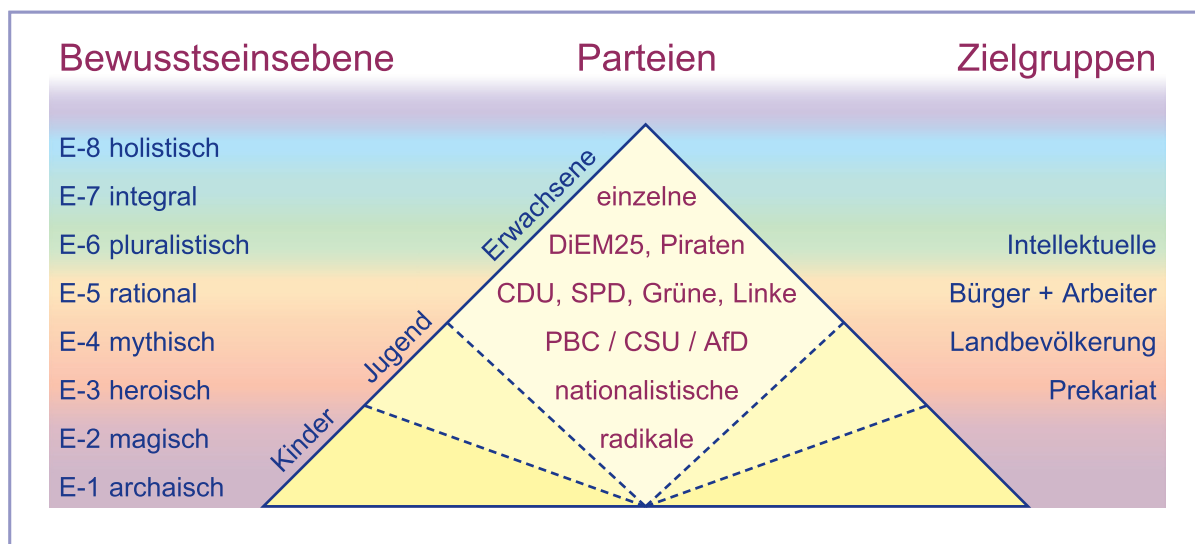 Bewusstseinsebene Parteien Zielgruppen
E-8 holistisch
E-7 integral einzelne
E-6 pluralistisch DiEM25, Piraten Intellektuelle
E-5 rational CDU, SPD, Grüne, Linke Bürger + Arbeiter
E-4 mythisch PBC / CSU / AfD Landbevölkerung
E-3 heroisch nationalistische Prekariat
E-2 magisch radikale
E-1 archaisch
Erwachsene
Jugend
Kinder